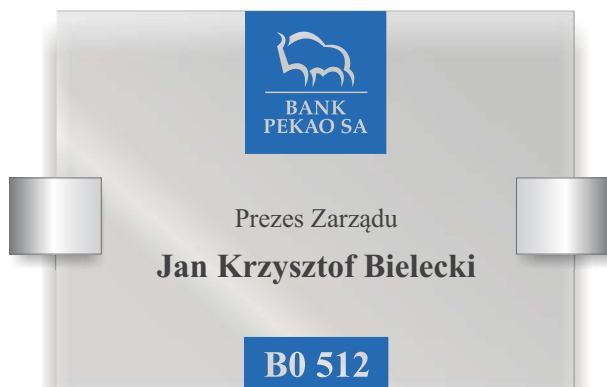 BANK
PEKAO SA
Prezes Zarządu
Jan Krzysztof Bielecki
B0 512